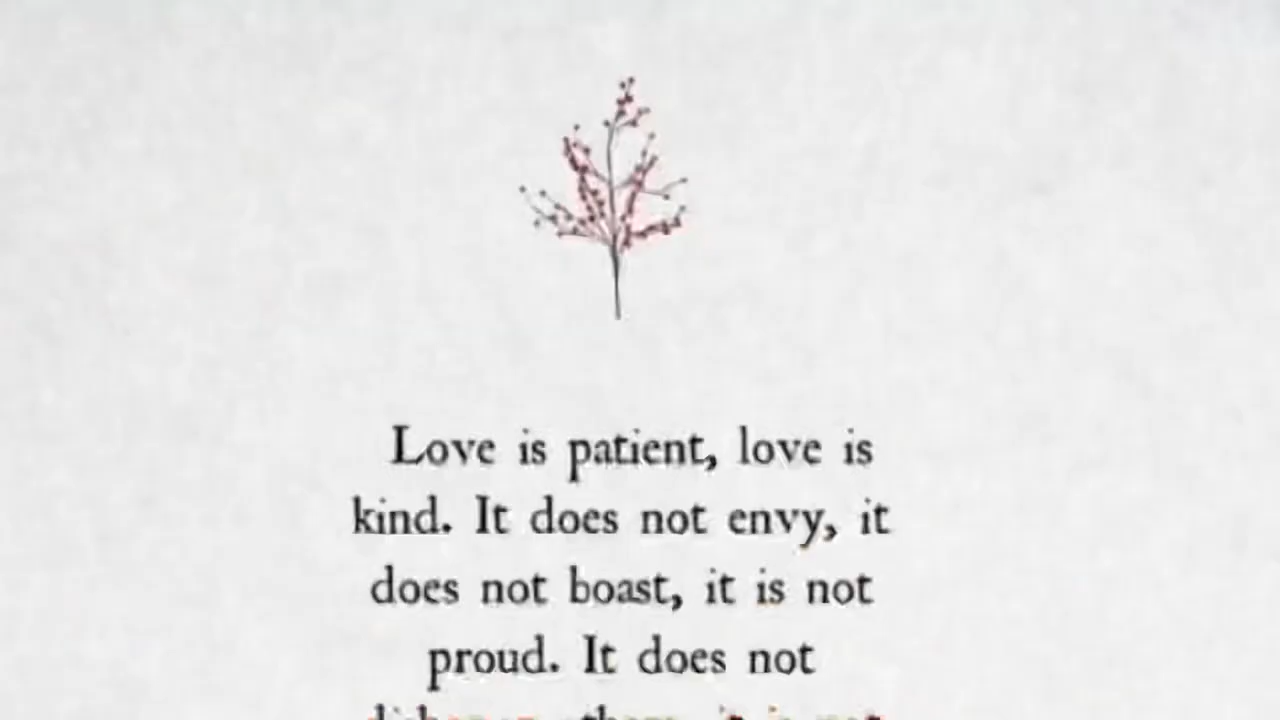 Love is patient, love is
kind. It does not envy, it
does not boast, it is not
proud. It does not